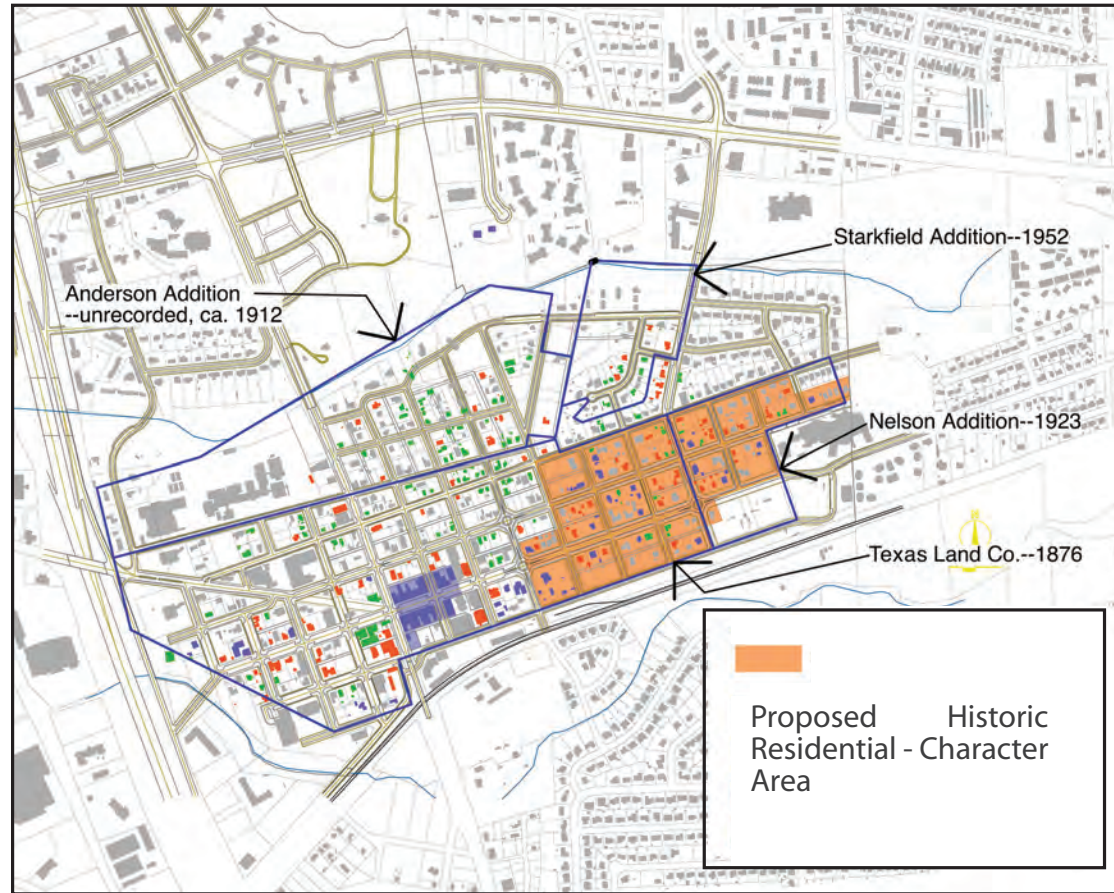 Starkfield Addition--1952
Anderson Addition
--unrecorded, ca. 1912
Nelson Addition--1923
Texas Land Co.--1876
Proposed Historic
Residential - Character
Area